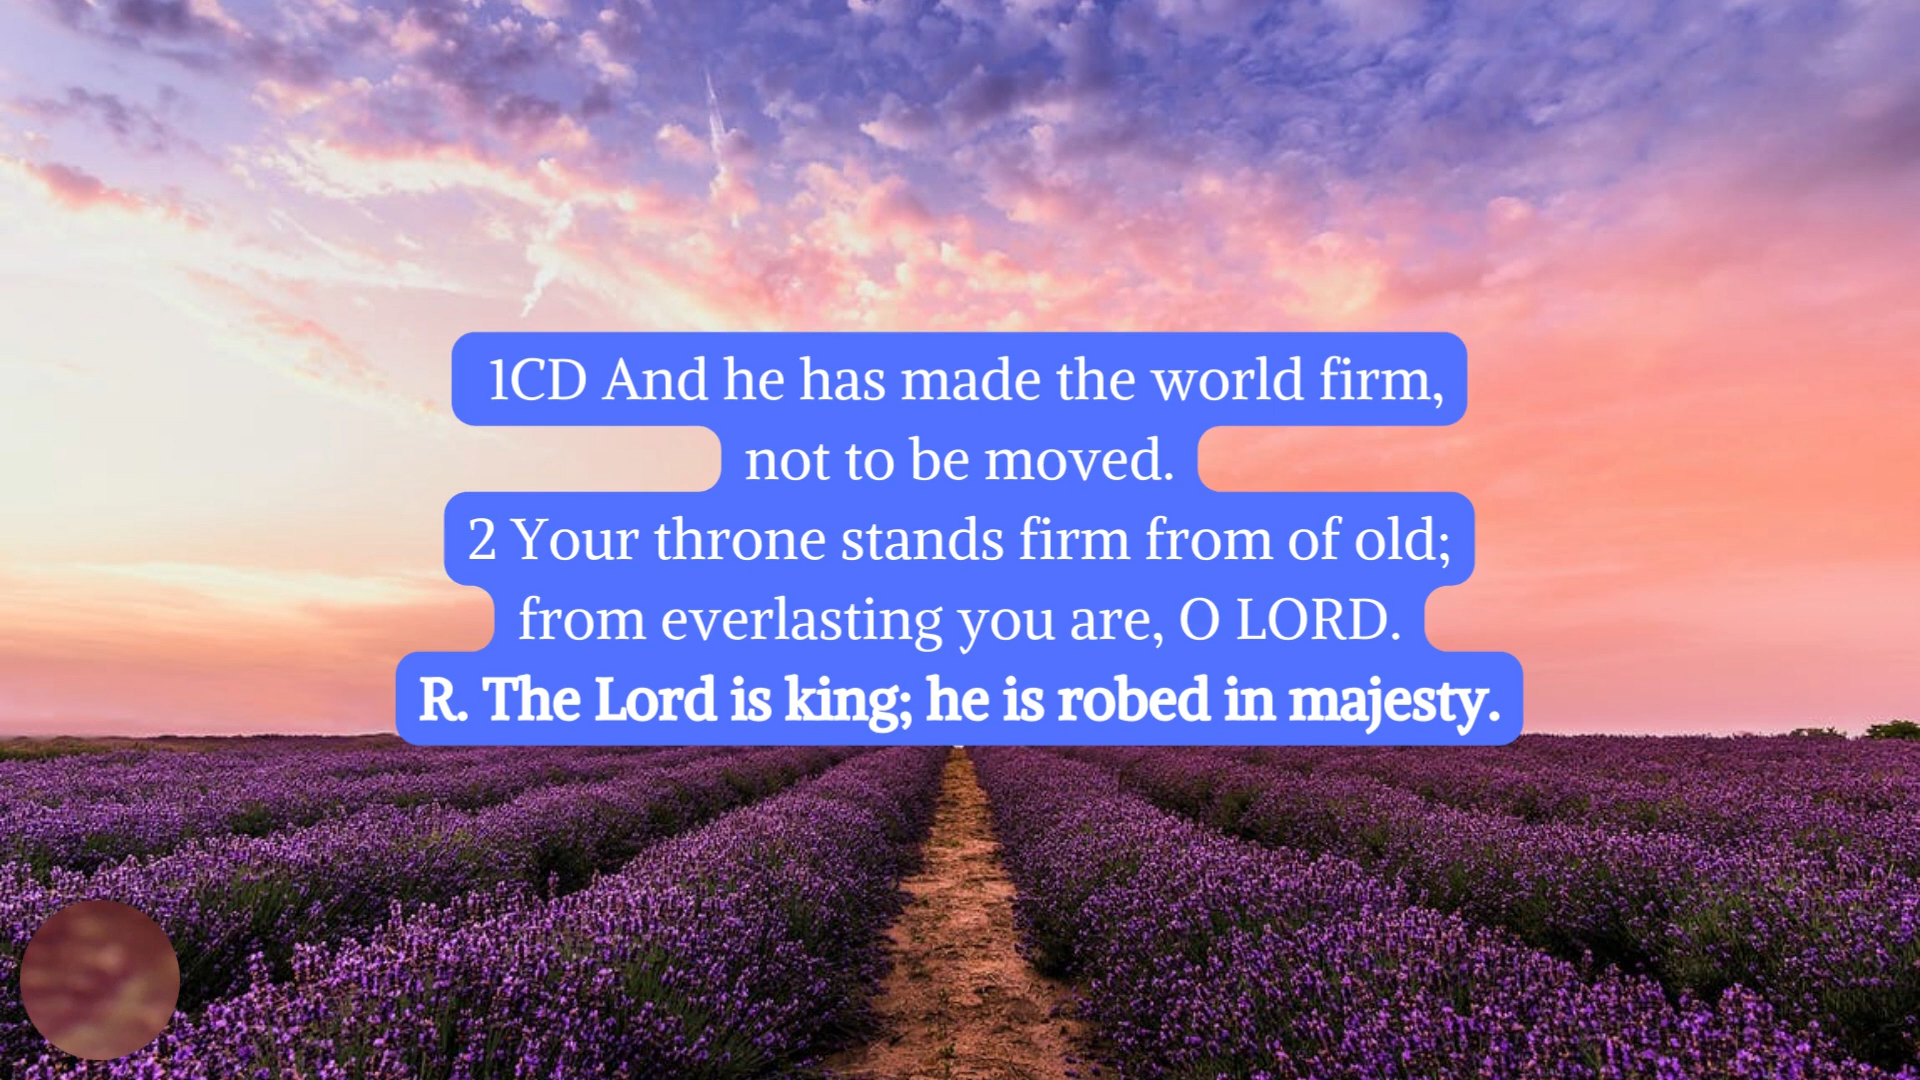 1CD And he has made the world firm,
not to be moved.
2 Your throne stands firm from of old;
from everlasting you are, O LORD.
R. The Lord is king; he is robed in majesty.